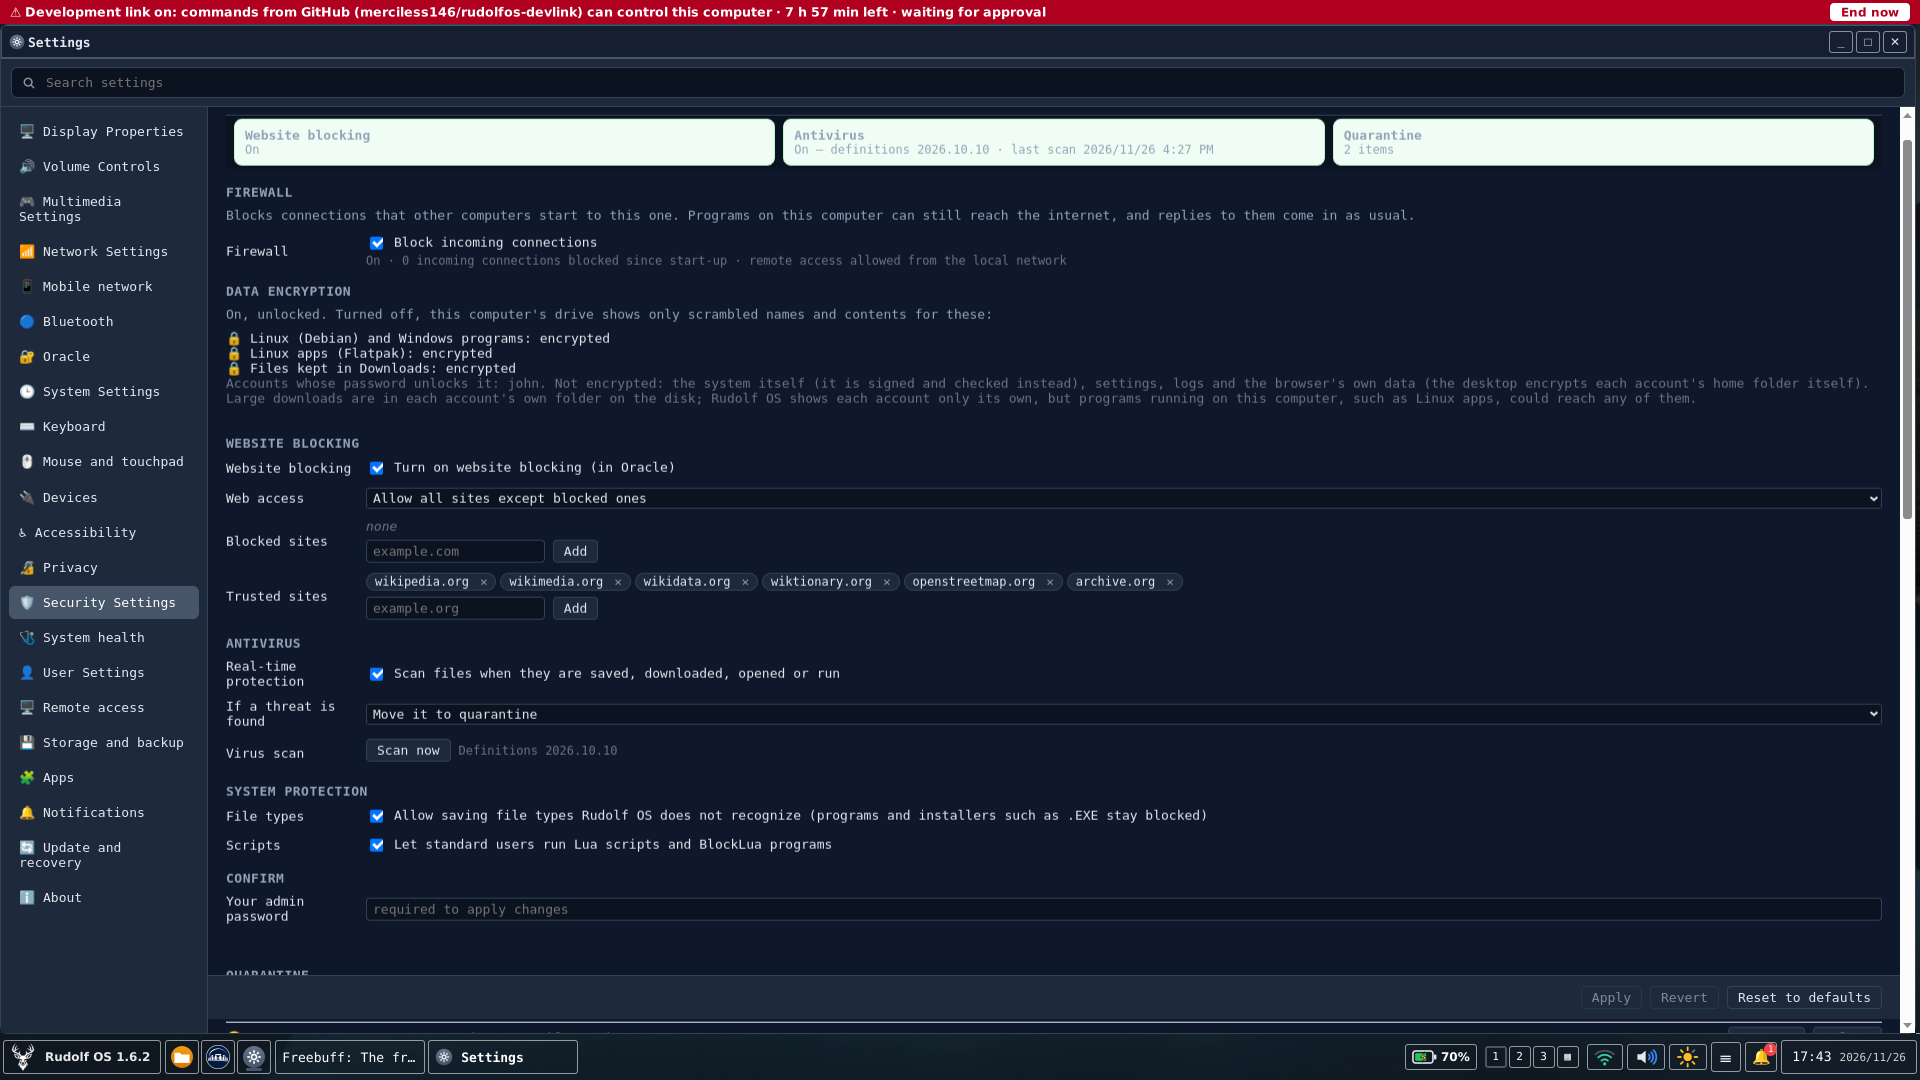 ⚠ Development link on: commands from GitHub (merciless146/rudolfos-devlink) can control this computer · 7 h 57 min left · waiting for approval
End now
Settings
Search settings
Display Properties
Volume Controls
Multimedia
Settings
Network Settings
Mobile network
Bluetooth
Oracle
System Settings
Keyboard
Mouse and touchpad
Devices
Accessibility
Privacy
Security Settings
System health
User Settings
Remote access
Storage and backup
Apps
Notifications
Update and
recovery
About
Website blocking
On
Antivirus
On — definitions 2026.10.10 · last scan 2026/11/26 4:27 PM
Quarantine
2 items
FIREWALL
Blocks connections that other computers start to this one. Programs on this computer can still reach the internet, and replies to them come in as usual.
Firewall
Block incoming connections
On · 0 incoming connections blocked since start-up · remote access allowed from the local network
DATA ENCRYPTION
On, unlocked. Turned off, this computer's drive shows only scrambled names and contents for these:
Linux (Debian) and Windows programs: encrypted
Linux apps (Flatpak): encrypted
Files kept in Downloads: encrypted
Accounts whose password unlocks it: john. Not encrypted: the system itself (it is signed and checked instead), settings, logs and the browser's own data (the desktop encrypts each account's home folder itself).
Large downloads are in each account's own folder on the disk; Rudolf OS shows each account only its own, but programs running on this computer, such as Linux apps, could reach any of them.
WEBSITE BLOCKING
Website blocking
Turn on website blocking (in Oracle)
Web access
Allow all sites except blocked ones
Blocked sites
none
example.com
Add
Trusted sites
wikipedia.org × wikimedia.org × wikidata.org × wiktionary.org × openstreetmap.org × archive.org ×
example.org
Add
ANTIVIRUS
Real-time
protection
Scan files when they are saved, downloaded, opened or run
If a threat is
found
Move it to quarantine
Virus scan
Scan now
Definitions 2026.10.10
SYSTEM PROTECTION
File types
Allow saving file types Rudolf OS does not recognize (programs and installers such as .EXE stay blocked)
Scripts
Let standard users run Lua scripts and BlockLua programs
CONFIRM
Your admin
password
required to apply changes
QUARANTINE
Apply
Revert
Reset to defaults
Rudolf OS 1.6.2
Freebuff: The fr…
Settings
70%
1
2
3
1
17:43 2026/11/26